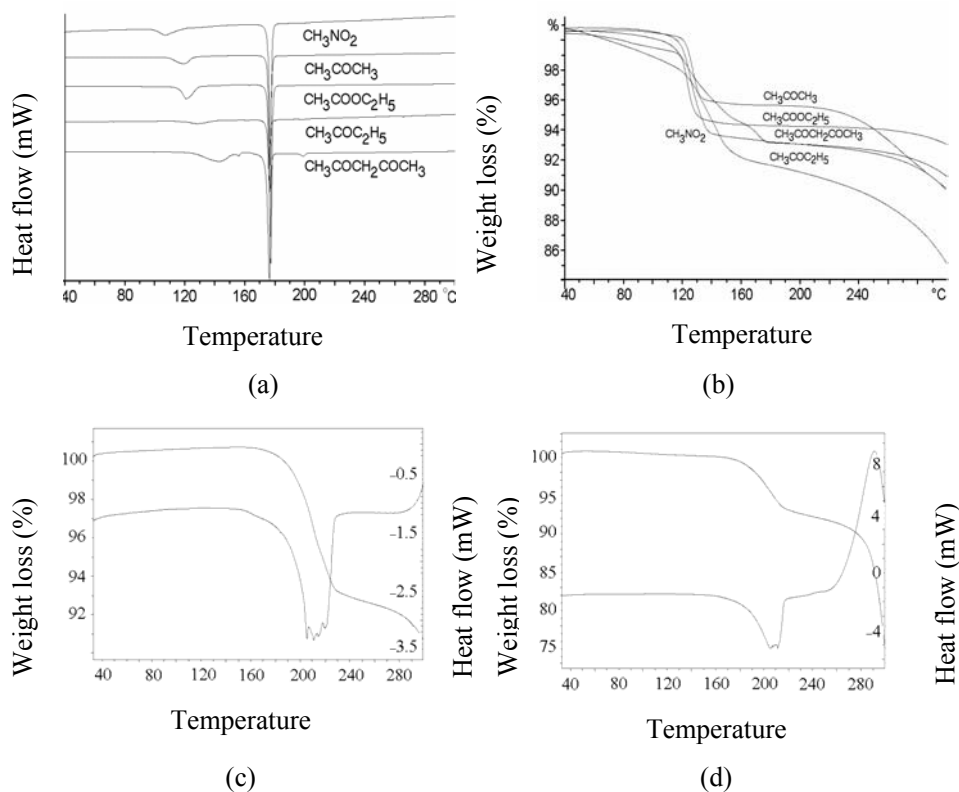 Heat flow (mW)
CH₃NO₂
CH₃COCH₃
CH₃COOC₂H₅
CH₃COC₂H₅
CH₃COCH₂COCH₃
40 120 160 200 240 280 °C
Temperature
(a)
Weight loss (%)
%
98
96
94
92
90
88
86
CH₃COCH₃
CH₃COOC₂H₅
CH₃COCH₂COCH₃
CH₃NO₂
CH₃COC₂H₅
40 80 120 160 200 240 °C
Temperature
(b)
Weight loss (%)
100
98
96
94
92
–0.5
–1.5
–2.5
–3.5
Heat flow (mW)
40 80 120 160 200 240 280
Temperature
(c)
Weight loss (%)
100
95
90
85
80
75
8
4
0
–4
Heat flow (mW)
40 80 120 160 200 240 280
Temperature
(d)